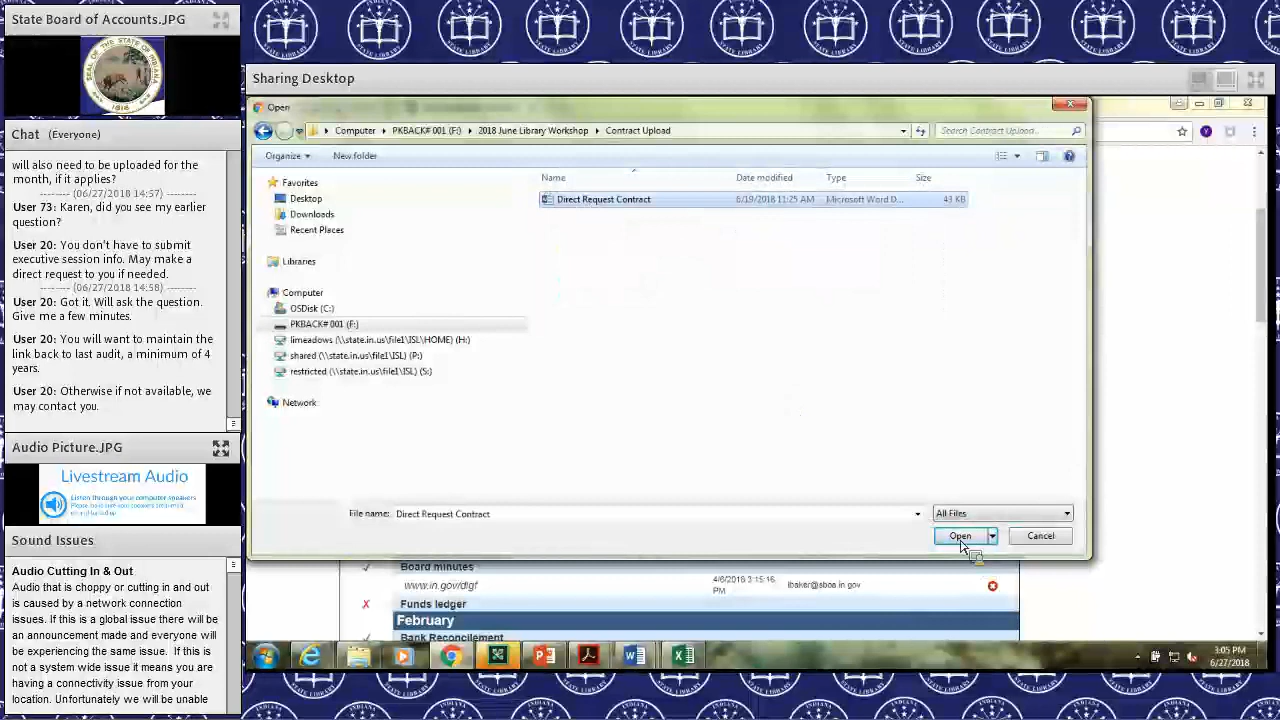 State Board of Accounts.JPG
SEAL OF THE STATE OF INDIANA
1816
Chat (Everyone)
will also need to be uploaded for the
month, if it applies?
-------- (06/27/2018 14:57) --------
User 73: Karen, did you see my earlier
question?
User 20: You don't have to submit
executive session info. May make a
direct request to you if needed.
-------- (06/27/2018 14:58) --------
User 20: Got it. Will ask the question.
Give me a few minutes.
User 20: You will want to maintain the
link back to last audit, a minimum of 4
years.
User 20: Otherwise if not available, we
may contact you.
Audio Picture.JPG
Livestream Audio
Listen through your computer speakers
Sound Issues
Audio Cutting In & Out
Audio that is choppy or cutting in and out
is caused by a network connection
issues. If this is a global issue there will be
an announcement made and everyone will
be experiencing the same issue. If this is
not a system wide issue it means you are
having a connectivity issue from your
location. Unfortunately we will be unable
Sharing Desktop
Open
Computer PKBACK# 001 (F:) 2018 June Library Workshop Contract Upload
Search Contract Upload...
Organize New folder
Favorites
Desktop
Downloads
Recent Places
Libraries
Computer
OSDisk (C:)
PKBACK# 001 (F:)
limeadows (\\state.in.us\file1\ISL\HOME) (H:)
shared (\\state.in.us\file1\ISL) (P:)
restricted (\\state.in.us\file1\ISL) (S:)
Network
Name Date modified Type Size
Direct Request Contract 6/19/2018 11:25 AM Microsoft Word D... 43 KB
File name: Direct Request Contract All Files
Open Cancel
Board minutes
www.in.gov/dlgf 4/6/2018 3:15:16 PM lbaker@sboa.in.gov
Funds ledger
February
Bank Reconcilement
3:05 PM
6/27/2018